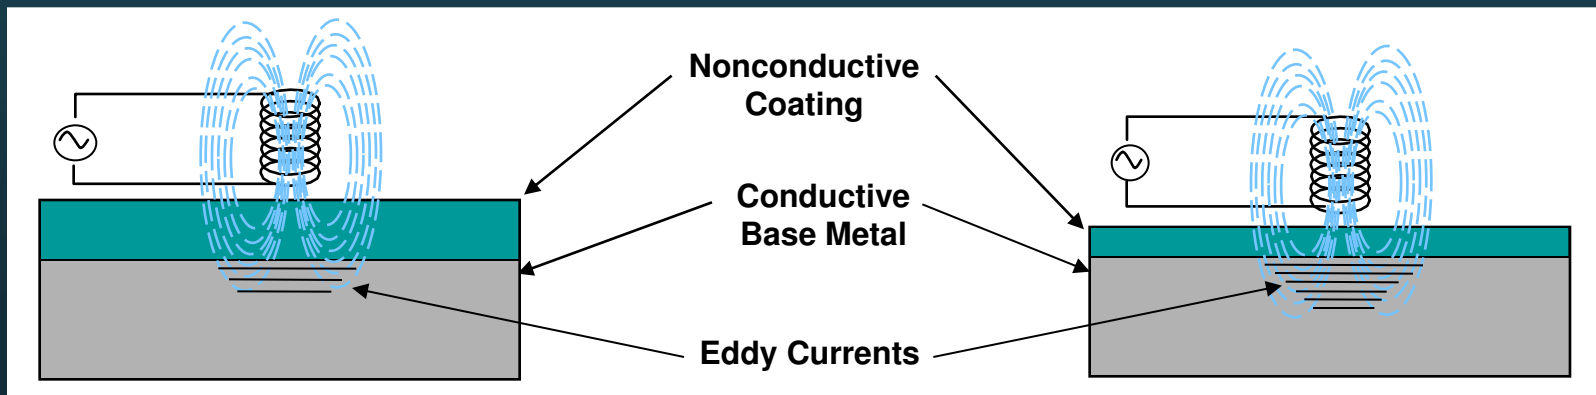 Nonconductive
Coating
Conductive
Base Metal
Eddy Currents